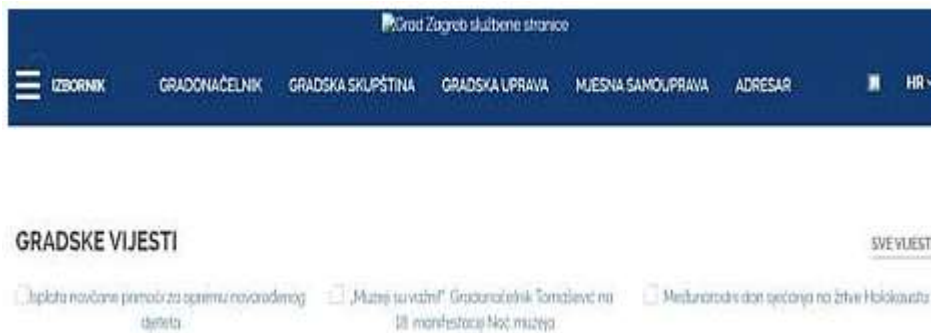 Grad Zagreb službene stranice
IZBORNIK GRADONAČELNIK GRADSKA SKUPŠTINA GRADSKA UPRAVA MJESNA SAMOUPRAVA ADRESAR HR
GRADSKE VIJESTI
SVE VIJEST
Isplata novčane pomoći za opremu novorođenog
djeteta
„Muzeji su važni!“ Gradonačelnik Tomašević na
18. manifestaciji Noć muzeja
Međunarodni dan sjećanja na žrtve Holokausta